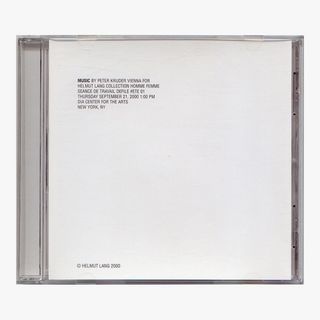 MUSIC BY PETER KRUDER VIENNA FOR
HELMUT LANG COLLECTION HOMME FEMME
SEANCE DE TRAVAIL DEFILE #ETE 01
THURSDAY SEPTEMBER 21, 2000 1:00 PM
DIA CENTER FOR THE ARTS
NEW YORK, NY
© HELMUT LANG 2000